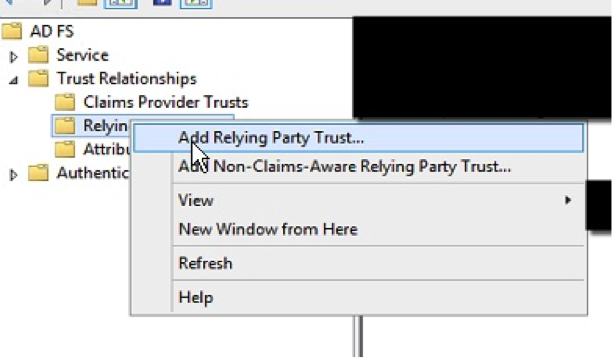 AD FS
Service
Trust Relationships
Claims Provider Trusts
Relyin
Add Relying Party Trust...
Attribu
Add Non-Claims-Aware Relying Party Trust...
Authentic
View
New Window from Here
Refresh
Help